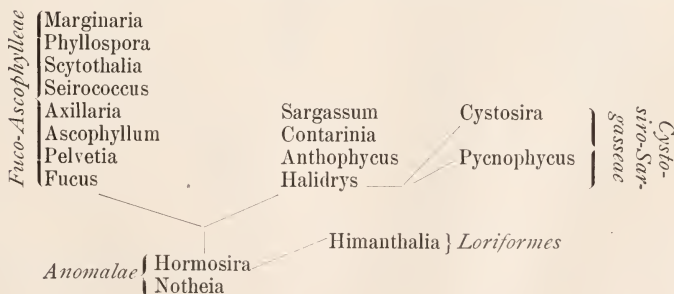 Fuco-Ascophylleae
Marginaria
Phyllospora
Scytothalia
Seirococcus
Axillaria
Ascophyllum
Pelvetia
Fucus
Sargassum
Contarinia
Anthophycus
Halidrys
Cystosira
Pycnophycus
Cysto-
siro-Sar-
gasseae
Himanthalia } Loriformes
Anomalae { Hormosira
Notheia